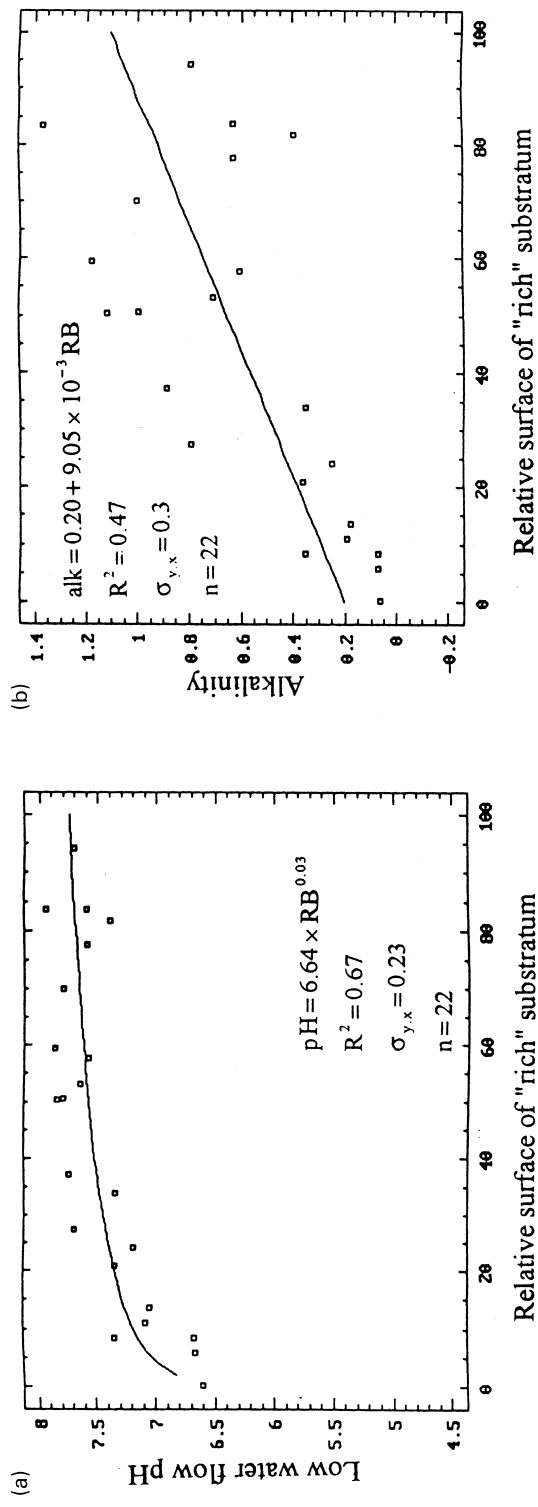 (a)
Low water flow pH
8
7.5
7
6.5
6
5.5
5
4.5
pH = 6.64 × RB^0.03
R² = 0.67
σ_y.x = 0.23
n = 22
0 20 40 60 80 100
Relative surface of "rich" substratum
(b)
Alkalinity
1.4
1.2
1
0.8
0.6
0.4
0.2
0
-0.2
alk = 0.20 + 9.05 × 10⁻³ RB
R² = 0.47
σ_y.x = 0.3
n = 22
0 20 40 60 80 100
Relative surface of "rich" substratum